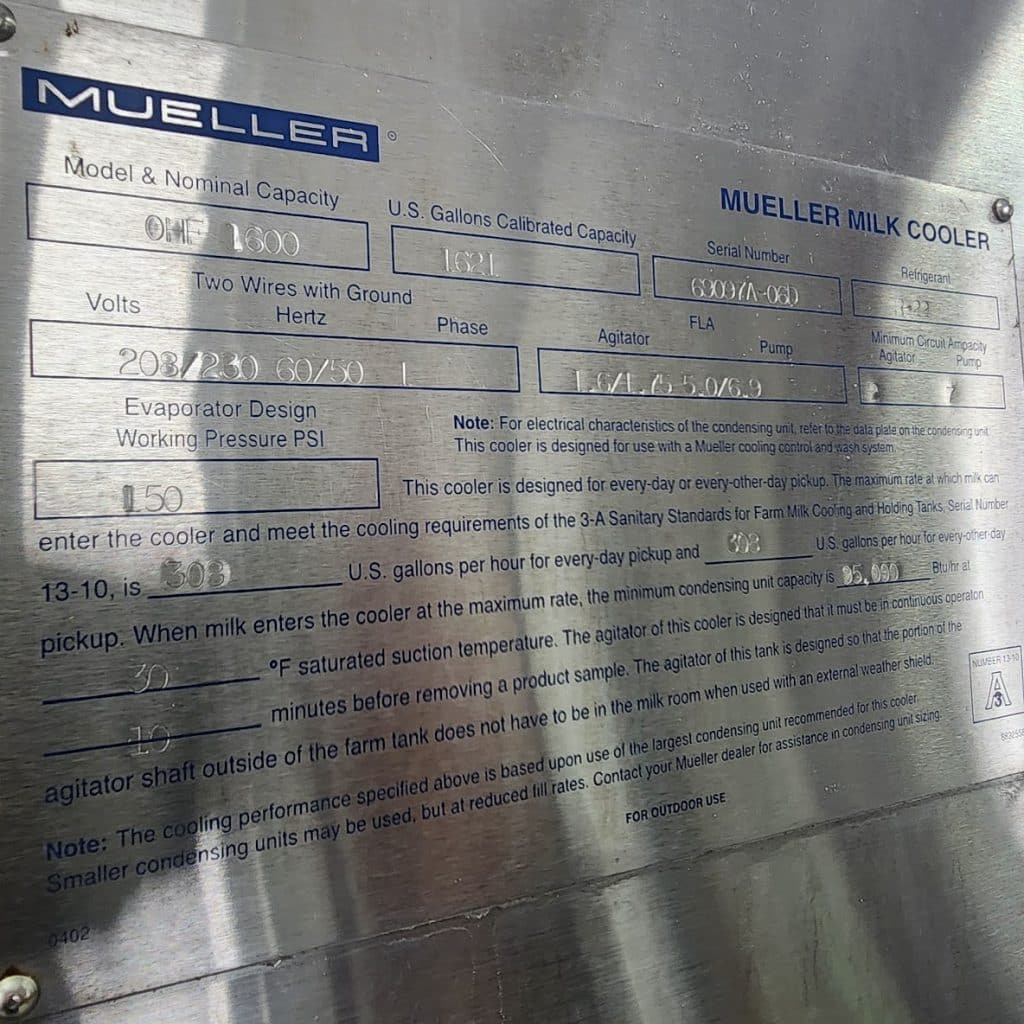 MUELLER®
MUELLER MILK COOLER
Model & Nominal Capacity
OHF 1600
U.S. Gallons Calibrated Capacity
1621
Serial Number
Refrigerant
Two Wires with Ground
Volts Hertz Phase
208/230 60/50 1
FLA
Agitator Pump
1.6/1.75 5.0/6.9
Minimum Circuit Ampacity
Agitator Pump
2 7
Evaporator Design
Working Pressure PSI
150
Note: For electrical characteristics of the condensing unit, refer to the data plate on the condensing unit.
This cooler is designed for use with a Mueller cooling control and wash system.
This cooler is designed for every-day or every-other-day pickup. The maximum rate at which milk can
enter the cooler and meet the cooling requirements of the 3-A Sanitary Standards for Farm Milk Cooling and Holding Tanks, Serial Number
13-10, is 308 U.S. gallons per hour for every-day pickup and 308 U.S. gallons per hour for every-other-day
pickup. When milk enters the cooler at the maximum rate, the minimum condensing unit capacity is Btu/hr at
30 °F saturated suction temperature. The agitator of this cooler is designed that it must be in continuous operation
10 minutes before removing a product sample. The agitator of this tank is designed so that the portion of the
agitator shaft outside of the farm tank does not have to be in the milk room when used with an external weather shield.
Note: The cooling performance specified above is based upon use of the largest condensing unit recommended for this cooler.
Smaller condensing units may be used, but at reduced fill rates. Contact your Mueller dealer for assistance in condensing unit sizing.
FOR OUTDOOR USE
NUMBER 13-10
A
3
0402